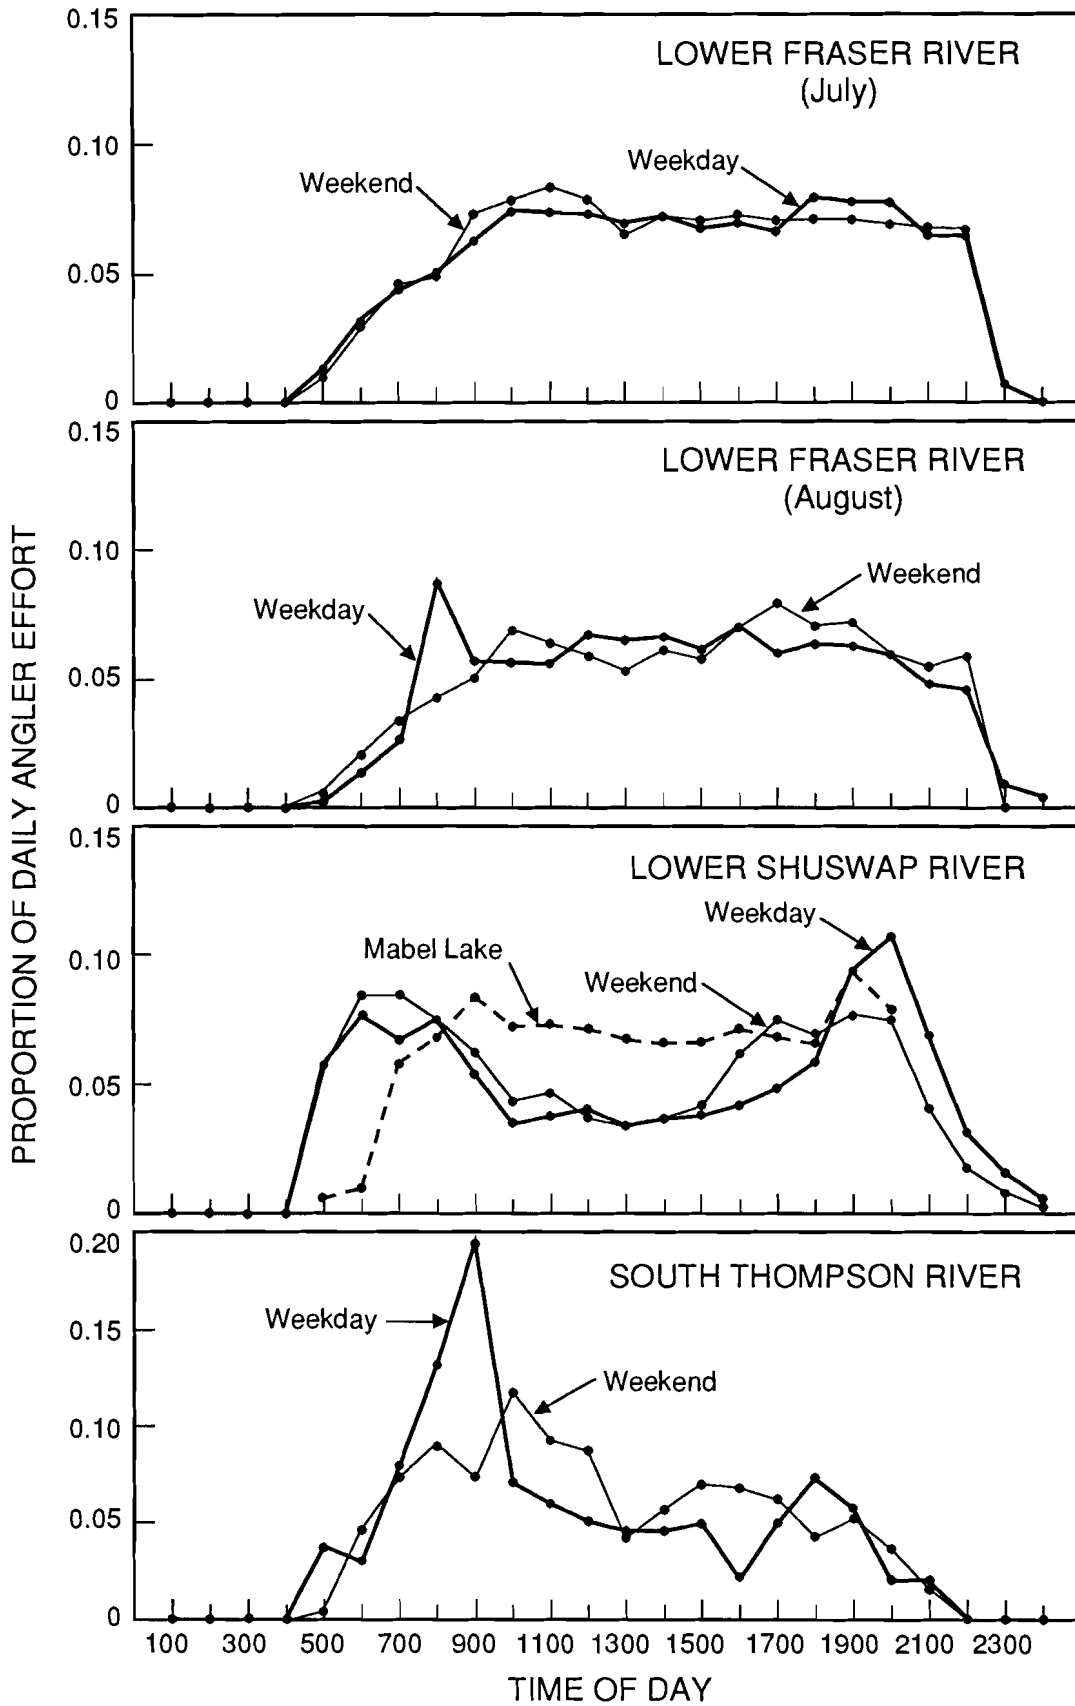 PROPORTION OF DAILY ANGLER EFFORT
0.15
0.10
0.05
0
LOWER FRASER RIVER
(July)
Weekend
Weekday
0.15
0.10
0.05
0
LOWER FRASER RIVER
(August)
Weekday
Weekend
0.15
0.10
0.05
0
LOWER SHUSWAP RIVER
Weekday
Mabel Lake
Weekend
0.20
0.15
0.10
0.05
0
SOUTH THOMPSON RIVER
Weekday
Weekend
100 300 500 700 900 1100 1300 1500 1700 1900 2100 2300
TIME OF DAY